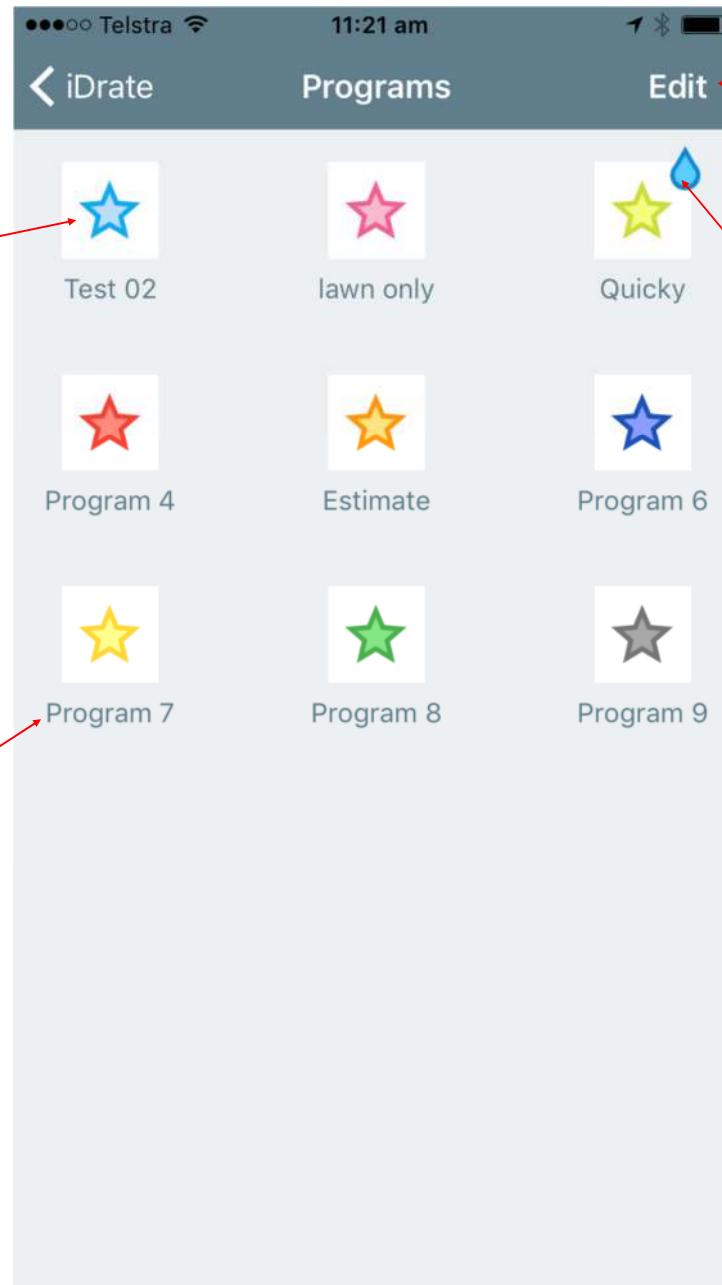 Telstra 11:21 am
iDrate Programs Edit
Test 02 lawn only Quicky
Program 4 Estimate Program 6
Program 7 Program 8 Program 9